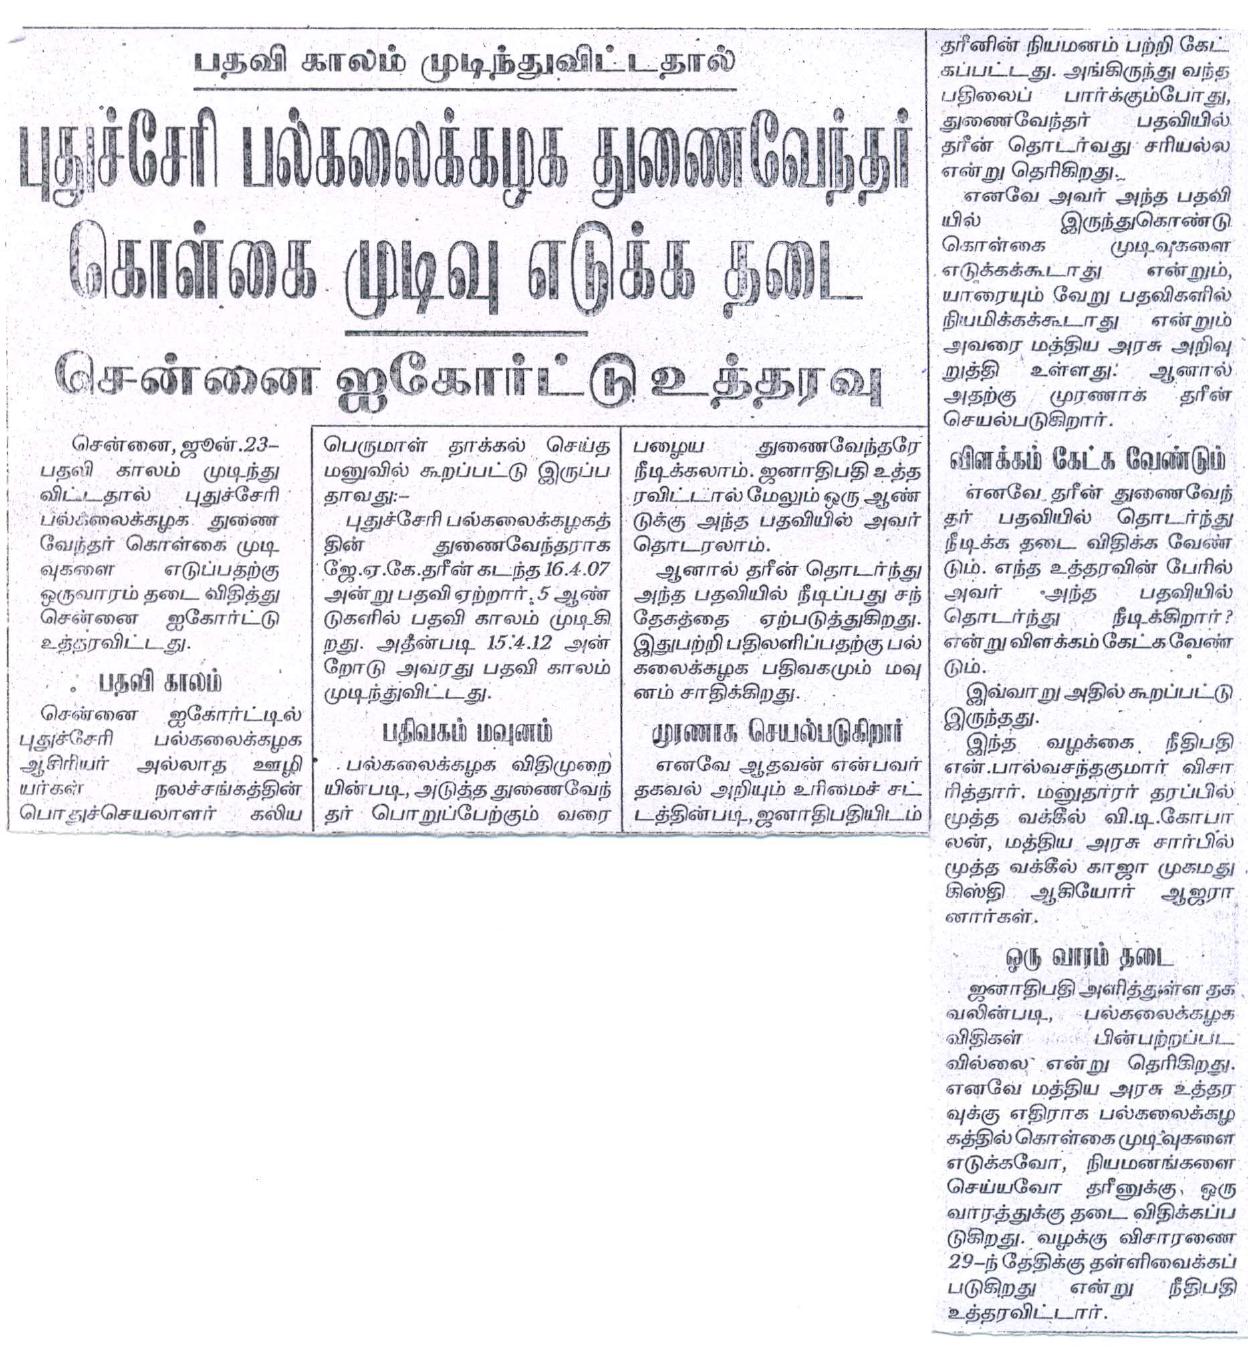 பதவி காலம் முடிந்துவிட்டதால்
புதுச்சேரி பல்கலைக்கழக துணைவேந்தர்
கொள்கை முடிவு எடுக்க தடை
சென்னை ஐகோர்ட்டு உத்தரவு
சென்னை, ஜூன்.23–
பதவி காலம் முடிந்து
விட்டதால் புதுச்சேரி
பல்கலைக்கழக துணை
வேந்தர் கொள்கை முடி
வுகளை எடுப்பதற்கு
ஒருவாரம் தடை விதித்து
சென்னை ஐகோர்ட்டு
உத்தரவிட்டது.
பதவி காலம்
சென்னை ஐகோர்ட்டில்
புதுச்சேரி பல்கலைக்கழக
ஆசிரியர் அல்லாத ஊழி
யர்கள் நலச்சங்கத்தின்
பொதுச்செயலாளர் கலிய
பெருமாள் தாக்கல் செய்த
மனுவில் கூறப்பட்டு இருப்ப
தாவது:–
புதுச்சேரி பல்கலைக்கழகத்
தின் துணைவேந்தராக
ஜே.ஏ.கே.தரீன் கடந்த 16.4.07
அன்று பதவி ஏற்றார். 5 ஆண்
டுகளில் பதவி காலம் முடிகி
றது. அதீன்படி 15.4.12 அன்
றோடு அவரது பதவி காலம்
முடிந்துவிட்டது.
பதிவகம் மவுனம்
பல்கலைக்கழக விதிமுறை
யின்படி, அடுத்த துணைவேந்
தர் பொறுப்பேற்கும் வரை
பழைய துணைவேந்தரே
நீடிக்கலாம். ஜனாதிபதி உத்த
ரவிட்டால் மேலும் ஒரு ஆண்
டுக்கு அந்த பதவியில் அவர்
தொடரலாம்.
ஆனால் தரீன் தொடர்ந்து
அந்த பதவியில் நீடிப்பது சந்
தேகத்தை ஏற்படுத்துகிறது.
இதுபற்றி பதிலளிப்பதற்கு பல்
கலைக்கழக பதிவகமும் மவு
னம் சாதிக்கிறது.
முரணாக செயல்படுகிறார்
எனவே ஆதவன் என்பவர்
தகவல் அறியும் உரிமைச் சட்
டத்தின்படி, ஜனாதிபதியிடம்
தரீனின் நியமனம் பற்றி கேட்
கப்பட்டது. அங்கிருந்து வந்த
பதிலைப் பார்க்கும்போது,
துணைவேந்தர் பதவியில்
தரீன் தொடர்வது சரியல்ல
என்று தெரிகிறது.
எனவே அவர் அந்த பதவி
யில் இருந்துகொண்டு
கொள்கை முடிவுகளை
எடுக்கக்கூடாது என்றும்,
யாரையும் வேறு பதவிகளில்
நியமிக்கக்கூடாது என்றும்
அவரை மத்திய அரசு அறிவு
றுத்தி உள்ளது. ஆனால்
அதற்கு முரணாக தரீன்
செயல்படுகிறார்.
விளக்கம் கேட்க வேண்டும்
எனவே தரீன் துணைவேந்
தர் பதவியில் தொடர்ந்து
நீடிக்க தடை விதிக்க வேண்
டும். எந்த உத்தரவின் பேரில்
அவர் அந்த பதவியில்
தொடர்ந்து நீடிக்கிறார்?
என்று விளக்கம் கேட்க வேண்
டும்.
இவ்வாறு அதில் கூறப்பட்டு
இருந்தது.
இந்த வழக்கை நீதிபதி
என்.பால்வசந்தகுமார் விசா
ரித்தார். மனுதாரர் தரப்பில்
மூத்த வக்கீல் வி.டி.கோபா
லன், மத்திய அரசு சார்பில்
மூத்த வக்கீல் காஜா முகமது
கிஸ்தி ஆகியோர் ஆஜரா
னார்கள்.
ஒரு வாரம் தடை
ஜனாதிபதி அளித்துள்ள தக
வலின்படி, பல்கலைக்கழக
விதிகள் பின்பற்றப்பட
வில்லை என்று தெரிகிறது.
எனவே மத்திய அரசு உத்தர
வுக்கு எதிராக பல்கலைக்கழ
கத்தில் கொள்கை முடிவுகளை
எடுக்கவோ, நியமனங்களை
செய்யவோ தரீனுக்கு ஒரு
வாரத்துக்கு தடை விதிக்கப்ப
டுகிறது. வழக்கு விசாரணை
29–ந் தேதிக்கு தள்ளிவைக்கப்
படுகிறது என்று நீதிபதி
உத்தரவிட்டார்.